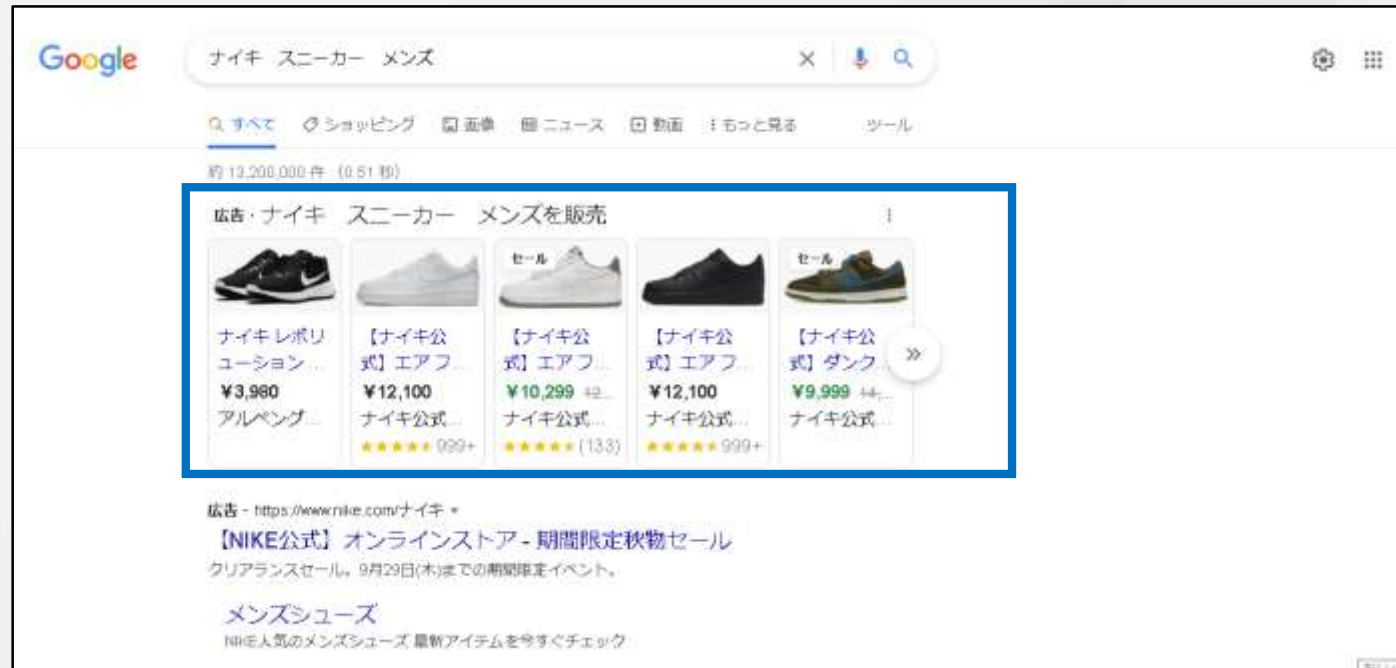 Google
ナイキ スニーカー メンズ
すべて ショッピング 画像 ニュース 動画 もっと見る ツール
約 13,200,000 件 (0.51 秒)
広告・ナイキ スニーカー メンズを販売
セール セール
ナイキ レボリ 【ナイキ公 【ナイキ公 【ナイキ公 【ナイキ公
ューション ... 式】エア フ... 式】エア フ... 式】エア フ... 式】ダンク ...
¥3,980 ¥12,100 ¥10,299 12... ¥12,100 ¥9,999 14,...
アルペング... ナイキ公式... ナイキ公式... ナイキ公式... ナイキ公式...
999+ (133) 999+
広告 - https://www.nike.com/ナイキ
【NIKE公式】オンラインストア - 期間限定秋物セール
クリアランスセール。9月29日(木)までの期間限定イベント。
メンズシューズ
NIKE人気のメンズシューズ 最新アイテムを今すぐチェック